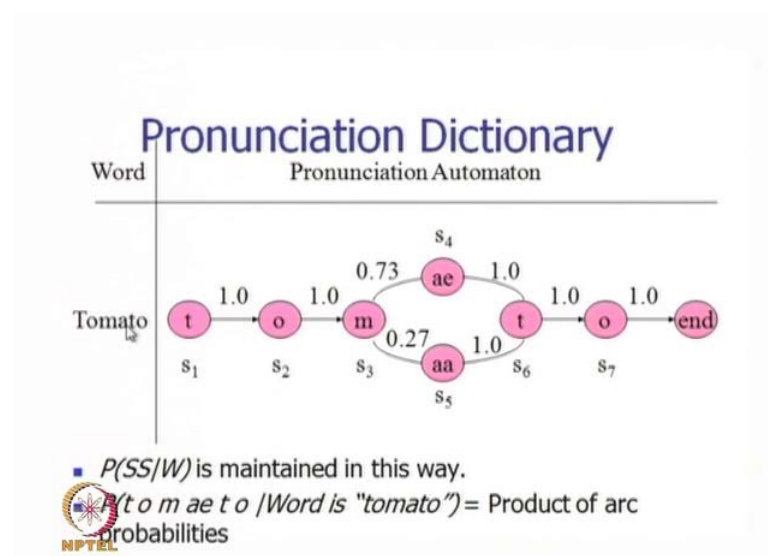 Pronunciation Dictionary
Word Pronunciation Automaton
s4
0.73 ae 1.0
1.0 1.0 1.0 1.0
Tomato t o m t o end
0.27 1.0
s1 s2 s3 aa s6 s7
s5
P(SS/W) is maintained in this way.
(t o m ae t o /Word is "tomato") = Product of arc
probabilities
NPTEL